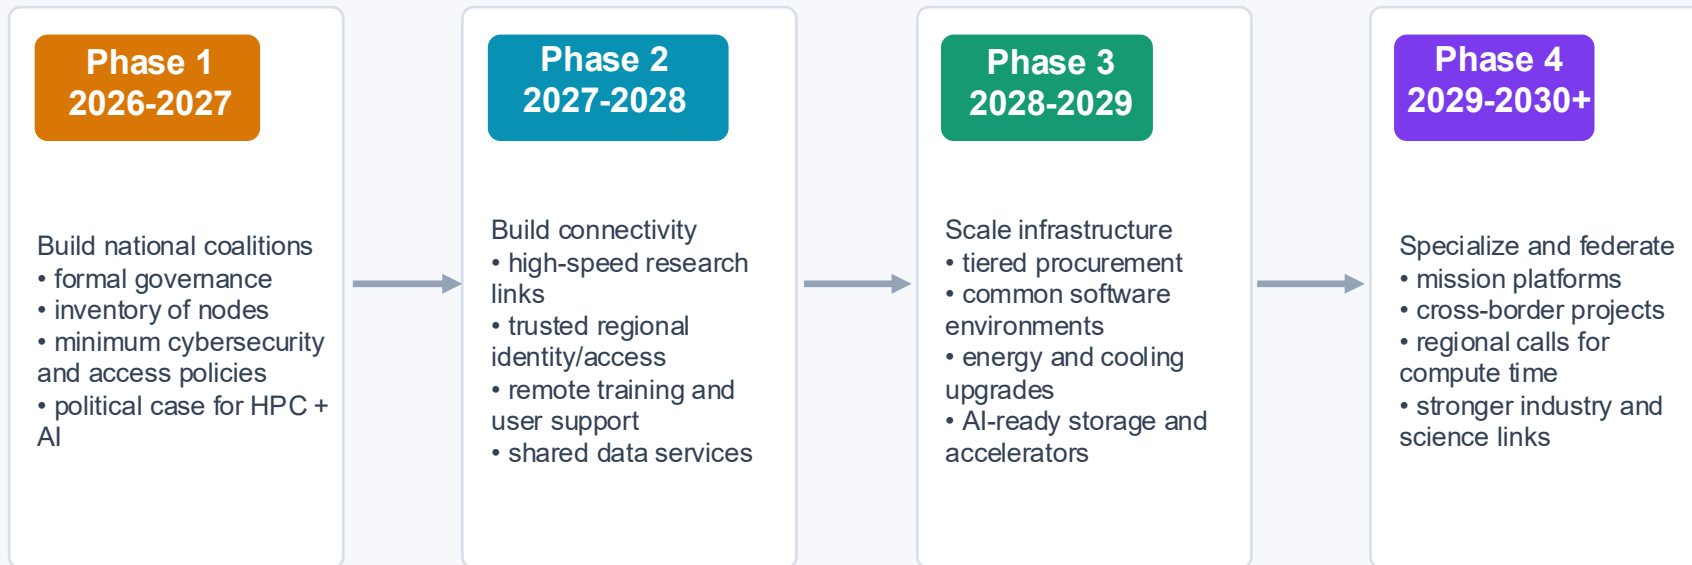 Phase 1
2026-2027
Build national coalitions
• formal governance
• inventory of nodes
• minimum cybersecurity
and access policies
• political case for HPC +
AI
Phase 2
2027-2028
Build connectivity
• high-speed research
links
• trusted regional
identity/access
• remote training and
user support
• shared data services
Phase 3
2028-2029
Scale infrastructure
• tiered procurement
• common software
environments
• energy and cooling
upgrades
• AI-ready storage and
accelerators
Phase 4
2029-2030+
Specialize and federate
• mission platforms
• cross-border projects
• regional calls for
compute time
• stronger industry and
science links